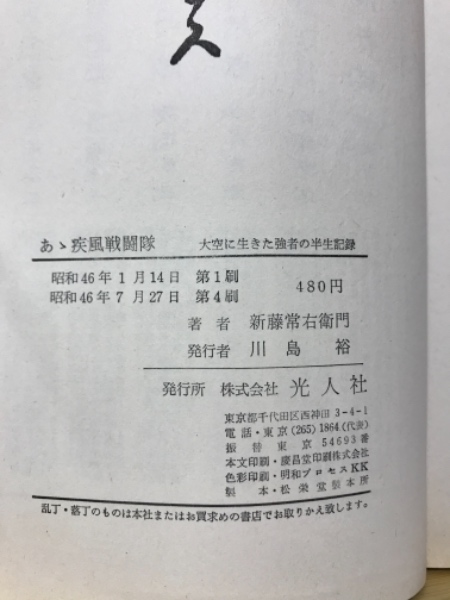 あゝ疾風戦闘隊 大空に生きた強者の半生記録
昭和46年1月14日 第1刷
昭和46年7月27日 第4刷
480円
著者 新藤常右衛門
発行者 川島裕
発行所 株式会社 光人社
東京都千代田区西神田3-4-1
電話・東京(265)1864(代表)
振替東京54693番
本文印刷・慶昌堂印刷株式会社
色彩印刷・明和プロセスKK
製本・松栄堂製本所
乱丁・落丁のものは本社またはお買求めの書店でお取りかえ致します。